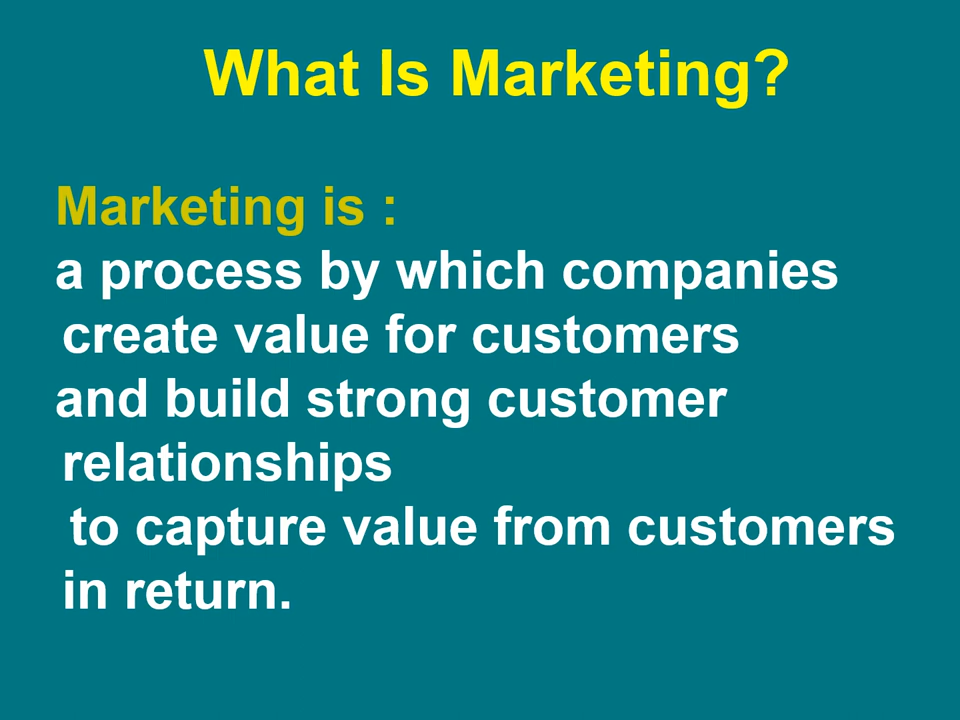 What Is Marketing?
Marketing is :
a process by which companies
create value for customers
and build strong customer
relationships
to capture value from customers
in return.